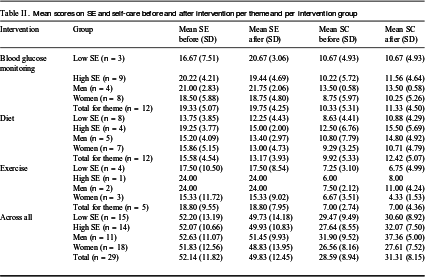 Table II. Mean scores on SE and self-care before and after intervention per theme and per intervention group
Intervention Group Mean SE before (SD) Mean SE after (SD) Mean SC before (SD) Mean SC after (SD)
Blood glucose monitoring Low SE (n = 3) 16.67 (7.51) 20.67 (3.06) 10.67 (4.93) 10.67 (4.93)
High SE (n = 9) 20.22 (4.21) 19.44 (4.69) 10.22 (5.72) 11.56 (4.64)
Men (n = 4) 21.00 (2.83) 21.75 (2.06) 13.50 (0.58) 13.50 (0.58)
Women (n = 8) 18.50 (5.88) 18.75 (4.80) 8.75 (5.97) 10.25 (5.26)
Total for theme (n = 12) 19.33 (5.07) 19.75 (4.25) 10.33 (5.31) 11.33 (4.50)
Diet Low SE (n = 8) 13.75 (3.85) 12.25 (4.43) 8.63 (4.41) 10.88 (4.29)
High SE (n = 4) 19.25 (3.77) 15.00 (2.00) 12.50 (6.76) 15.50 (5.69)
Men (n = 5) 15.20 (4.09) 13.40 (2.97) 10.80 (7.79) 14.80 (4.92)
Women (n = 7) 15.86 (5.15) 13.00 (4.73) 9.29 (3.25) 10.71 (4.79)
Total for theme (n = 12) 15.58 (4.54) 13.17 (3.93) 9.92 (5.33) 12.42 (5.07)
Exercise Low SE (n = 4) 17.50 (10.50) 17.50 (8.54) 7.25 (3.10) 6.75 (4.99)
High SE (n = 1) 24.00 24.00 6.00 8.00
Men (n = 2) 24.00 24.00 7.50 (2.12) 11.00 (4.24)
Women (n = 3) 15.33 (11.72) 15.33 (9.02) 6.67 (3.51) 4.33 (1.53)
Total for theme (n = 5) 18.80 (9.55) 18.80 (7.95) 7.00 (2.74) 7.00 (4.36)
Across all Low SE (n = 15) 52.20 (13.19) 49.73 (14.18) 29.47 (9.49) 30.60 (8.92)
High SE (n = 14) 52.07 (10.66) 49.93 (10.83) 27.64 (8.55) 32.07 (7.50)
Men (n = 11) 52.63 (11.07) 51.45 (9.93) 31.90 (9.52) 37.36 (5.00)
Women (n = 18) 51.83 (12.56) 48.83 (13.95) 26.56 (8.16) 27.61 (7.52)
Total (n = 29) 52.14 (11.82) 49.83 (12.45) 28.59 (8.94) 31.31 (8.15)